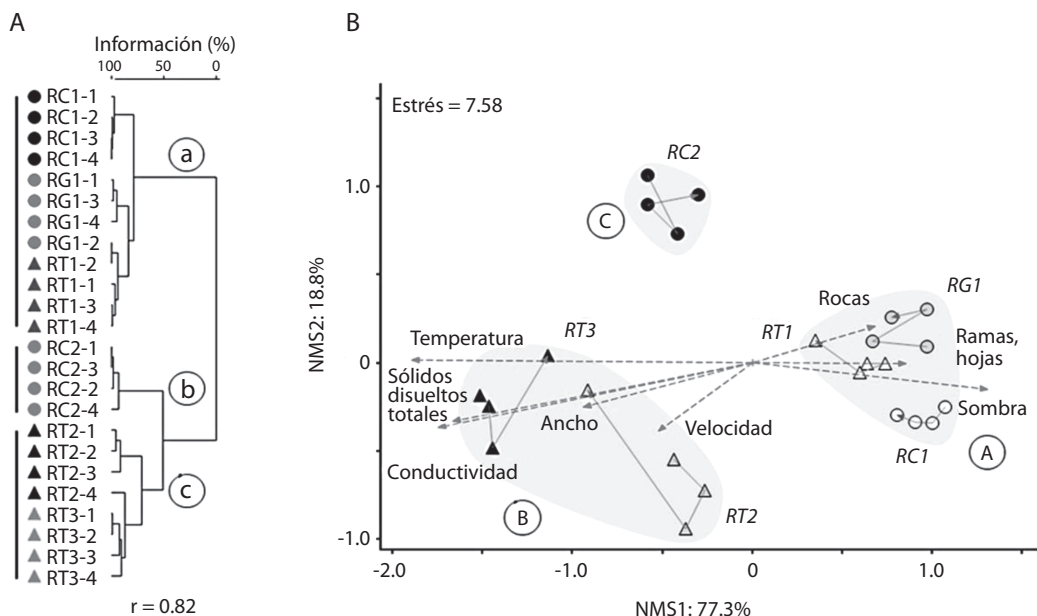 A
Información (%)
100 50 0
RC1-1
RC1-2
RC1-3
RC1-4
RG1-1
RG1-3
RG1-4
RG1-2
RT1-2
RT1-1
RT1-3
RT1-4
RC2-1
RC2-3
RC2-2
RC2-4
RT2-1
RT2-2
RT2-3
RT2-4
RT3-1
RT3-2
RT3-3
RT3-4
a
b
c
r = 0.82
B
Estrés = 7.58
NMS2: 18.8%
1.0
0
-1.0
RC2
C
Rocas
RG1
Temperatura
RT3
RT1
Ramas,
hojas
Sólidos
disueltos
totales
Ancho
Velocidad
Sombra
Conductividad
RC1
A
B
RT2
-2.0 -1.0 0 1.0
NMS1: 77.3%